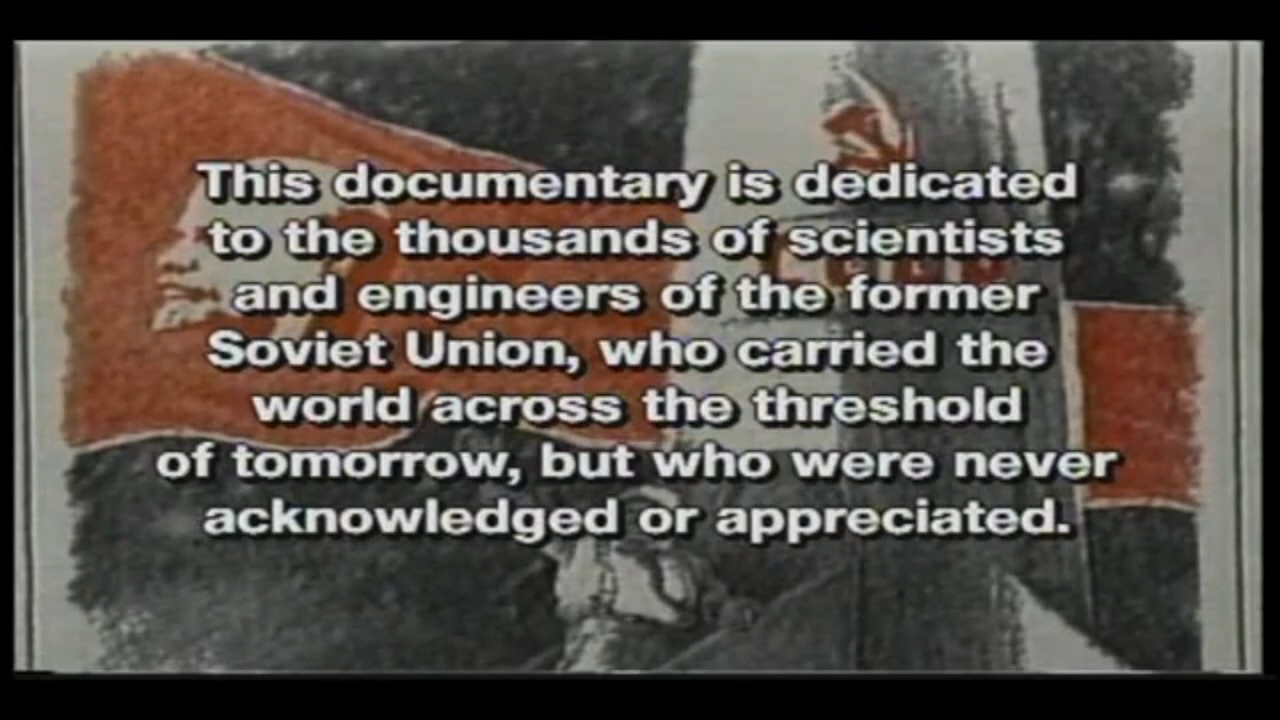 This documentary is dedicated
to the thousands of scientists
and engineers of the former
Soviet Union, who carried the
world across the threshold
of tomorrow, but who were never
acknowledged or appreciated.